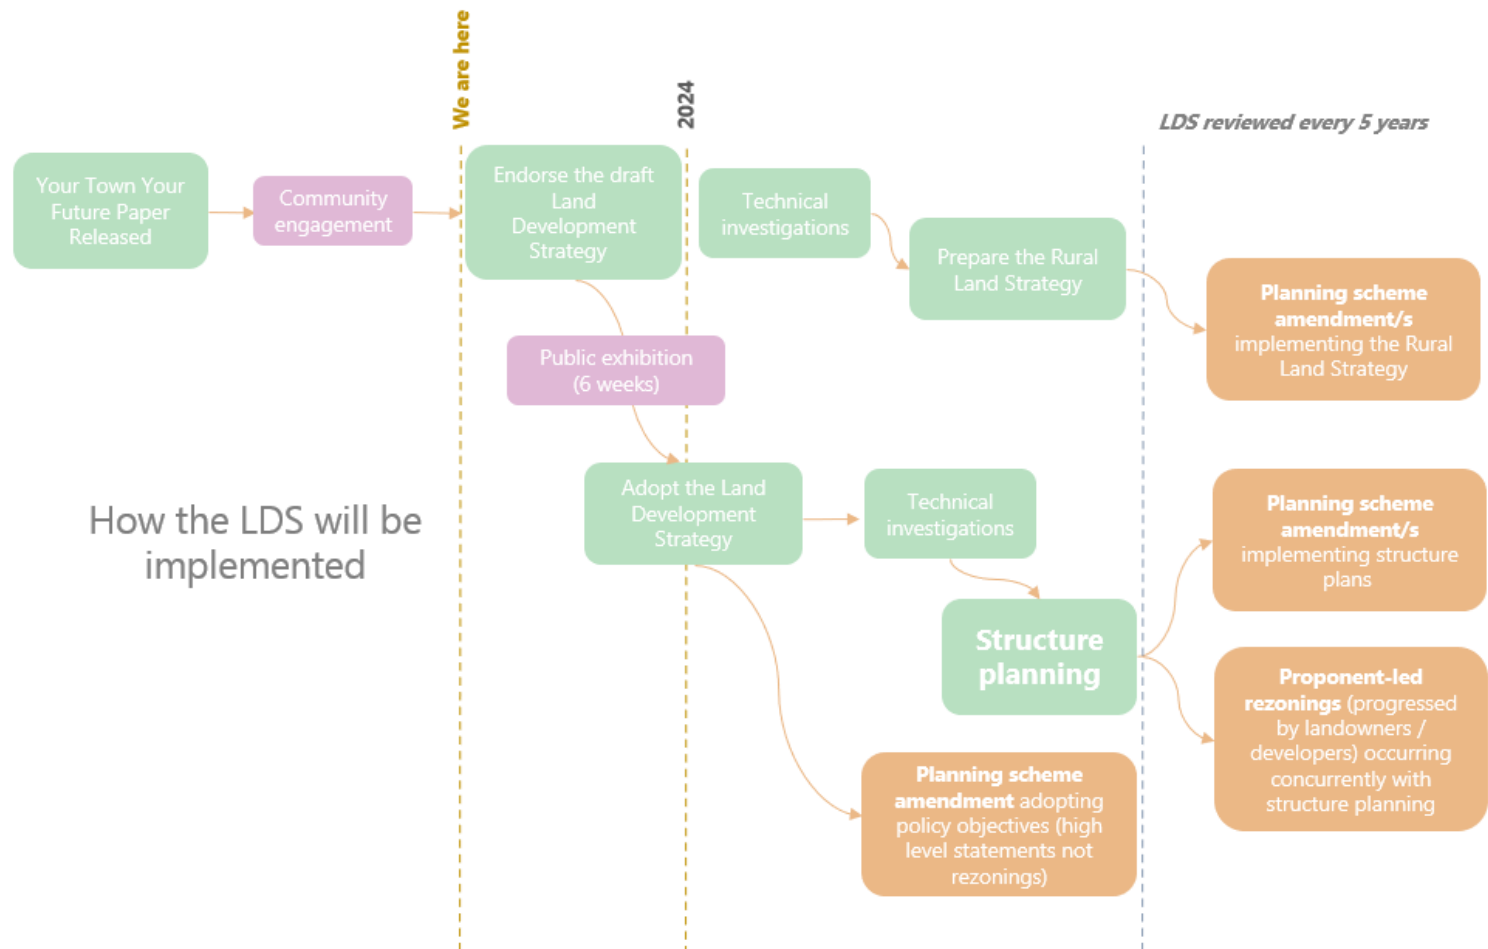 We are here
2024
LDS reviewed every 5 years
Your Town Your
Future Paper
Released
Community
engagement
Endorse the draft
Land
Development
Strategy
Technical
investigations
Prepare the Rural
Land Strategy
Planning scheme
amendment/s
implementing the Rural
Land Strategy
Public exhibition
(6 weeks)
How the LDS will be
implemented
Adopt the Land
Development
Strategy
Technical
investigations
Planning scheme
amendment/s
implementing structure
plans
Structure
planning
Proponent-led
rezonings (progressed
by landowners /
developers) occurring
concurrently with
structure planning
Planning scheme
amendment adopting
policy objectives (high
level statements not
rezonings)